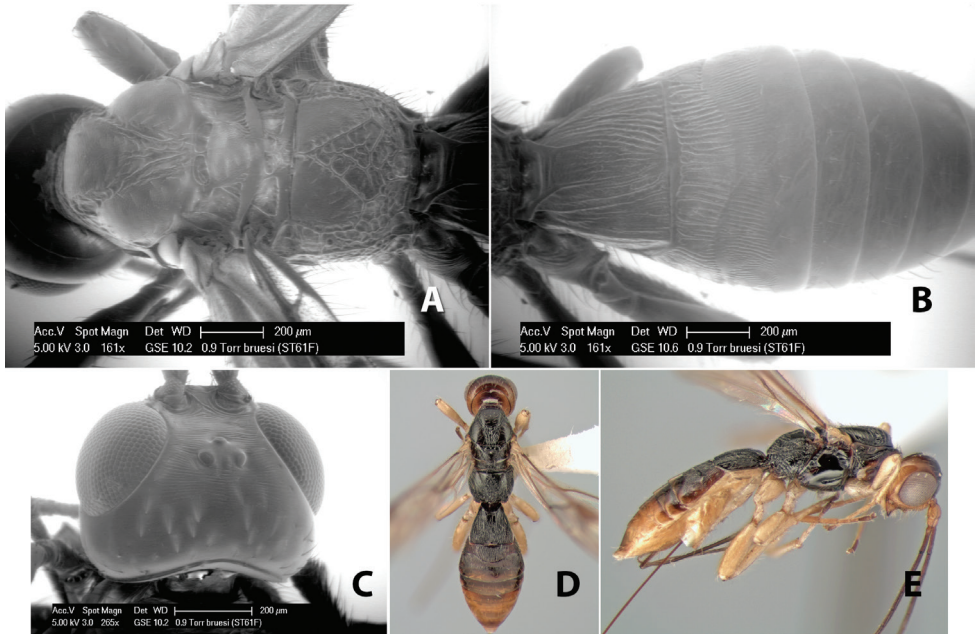 A
Acc.V Spot Magn Det WD 200 µm
5.00 kV 3.0 161x GSE 10.2 0.9 Torr bruesi (ST61F)
B
Acc.V Spot Magn Det WD 200 µm
5.00 kV 3.0 161x GSE 10.6 0.9 Torr bruesi (ST61F)
C
Acc.V Spot Magn Det WD 200 µm
5.00 kV 3.0 265x GSE 10.2 0.9 Torr bruesi (ST61F)
D
E